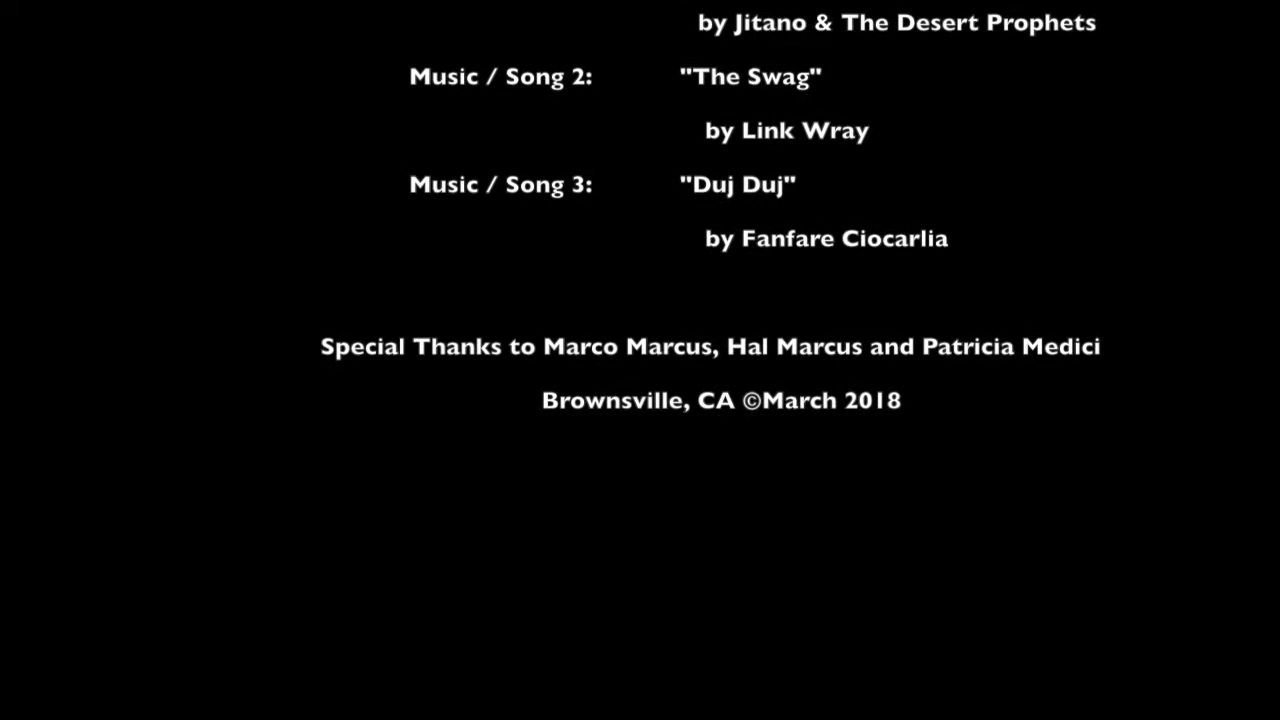 by Jitano & The Desert Prophets
Music / Song 2: "The Swag"
by Link Wray
Music / Song 3: "Duj Duj"
by Fanfare Ciocarlia
Special Thanks to Marco Marcus, Hal Marcus and Patricia Medici
Brownsville, CA ©March 2018